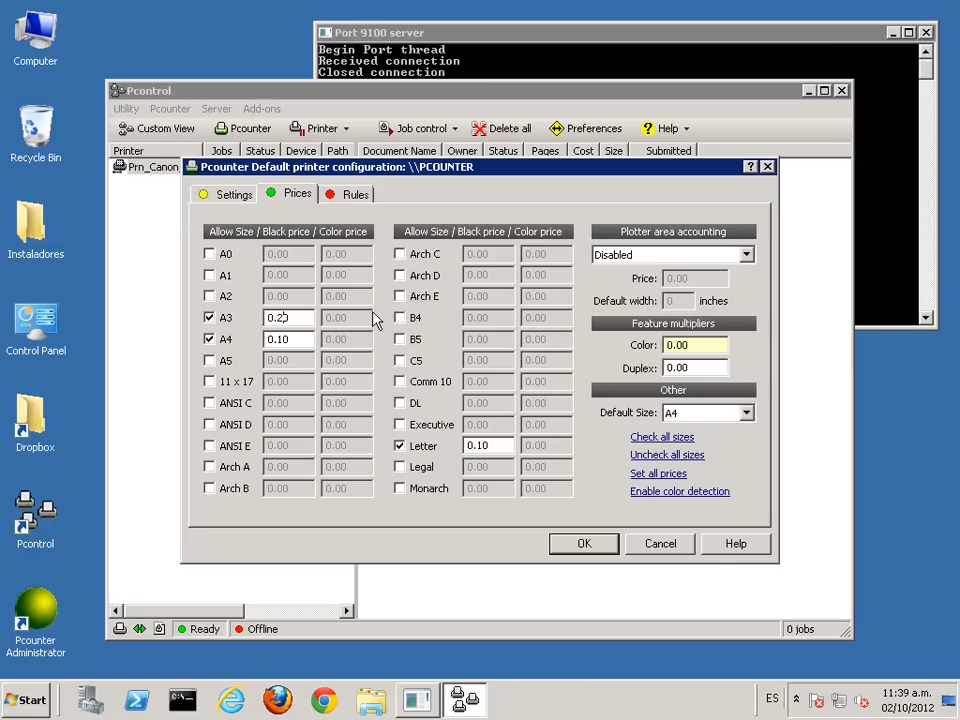 Computer
Recycle Bin
Instaladores
Control Panel
Dropbox
Pcontrol
Pcounter
Administrator
Port 9100 server
Begin Port thread
Received connection
Closed connection
Pcontrol
Utility Pcounter Server Add-ons
Custom View Pcounter Printer Job control Delete all Preferences Help
Printer Jobs Status Device Path Document Name Owner Status Pages Cost Size Submitted
Prn_Canon
Pcounter Default printer configuration: \\PCOUNTER
Settings Prices Rules
Allow Size / Black price / Color price
A0 0.00 0.00
A1 0.00 0.00
A2 0.00 0.00
A3 0.2 0.00
A4 0.10 0.00
A5 0.00 0.00
11 x 17 0.00 0.00
ANSI C 0.00 0.00
ANSI D 0.00 0.00
ANSI E 0.00 0.00
Arch A 0.00 0.00
Arch B 0.00 0.00
Allow Size / Black price / Color price
Arch C 0.00 0.00
Arch D 0.00 0.00
Arch E 0.00 0.00
B4 0.00 0.00
B5 0.00 0.00
C5 0.00 0.00
Comm 10 0.00 0.00
DL 0.00 0.00
Executive 0.00 0.00
Letter 0.10 0.00
Legal 0.00 0.00
Monarch 0.00 0.00
Plotter area accounting
Disabled
Price: 0.00
Default width: 0 inches
Feature multipliers
Color: 0.00
Duplex: 0.00
Other
Default Size: A4
Check all sizes
Uncheck all sizes
Set all prices
Enable color detection
OK Cancel Help
Ready Offline 0 jobs
Start
ES
11:39 a.m.
02/10/2012